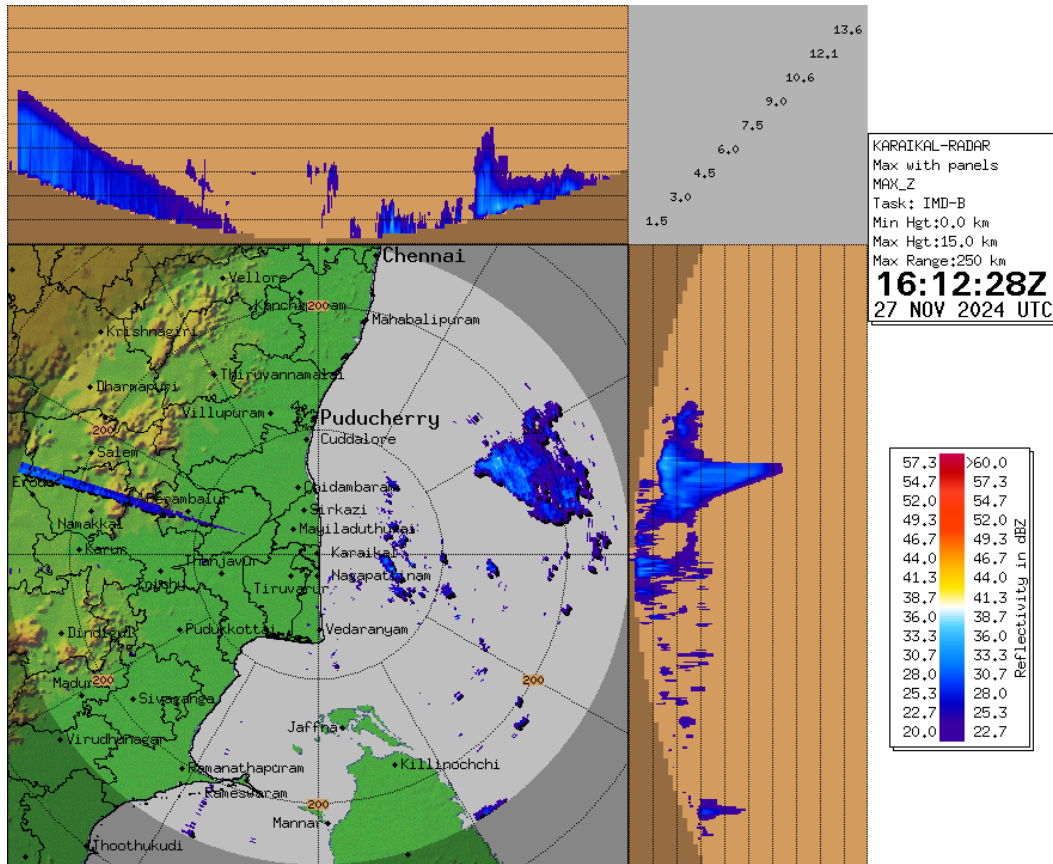 13.6
12.1
10.6
9.0
7.5
6.0
4.5
3.0
1.5
KARAIKAL-RADAR
Max with panels
MAX_Z
Task: IMD-B
Min Hgt:0.0 km
Max Hgt:15.0 km
Max Range:250 km
16:12:28Z
27 NOV 2024 UTC
Chennai
Vellore
200
Mahabalipuram
Krishnagiri
Thiruvannamalai
Dharmapuri
Villupuram
Puducherry
200
Cuddalore
Salem
Erode
Chidambaram
Perambalur
Sirkazi
Namakkal
Mayiladuthurai
Karur
Karaikal
Thanjavur
Nagapattinam
Tiruvarur
Pudukkottai
Vedaranyam
Dindigul
200
200
Madurai
Sivaganga
Jaffna
Virudhunagar
Killinochchi
Ramanathapuram
Rameswaram
200
Mannar
Thoothukudi
57.3 >60.0
54.7 57.3
52.0 54.7
49.3 52.0
46.7 49.3
44.0 46.7
41.3 44.0
38.7 41.3
36.0 38.7
33.3 36.0
30.7 33.3
28.0 30.7
25.3 28.0
22.7 25.3
20.0 22.7
Reflectivity in dBZ